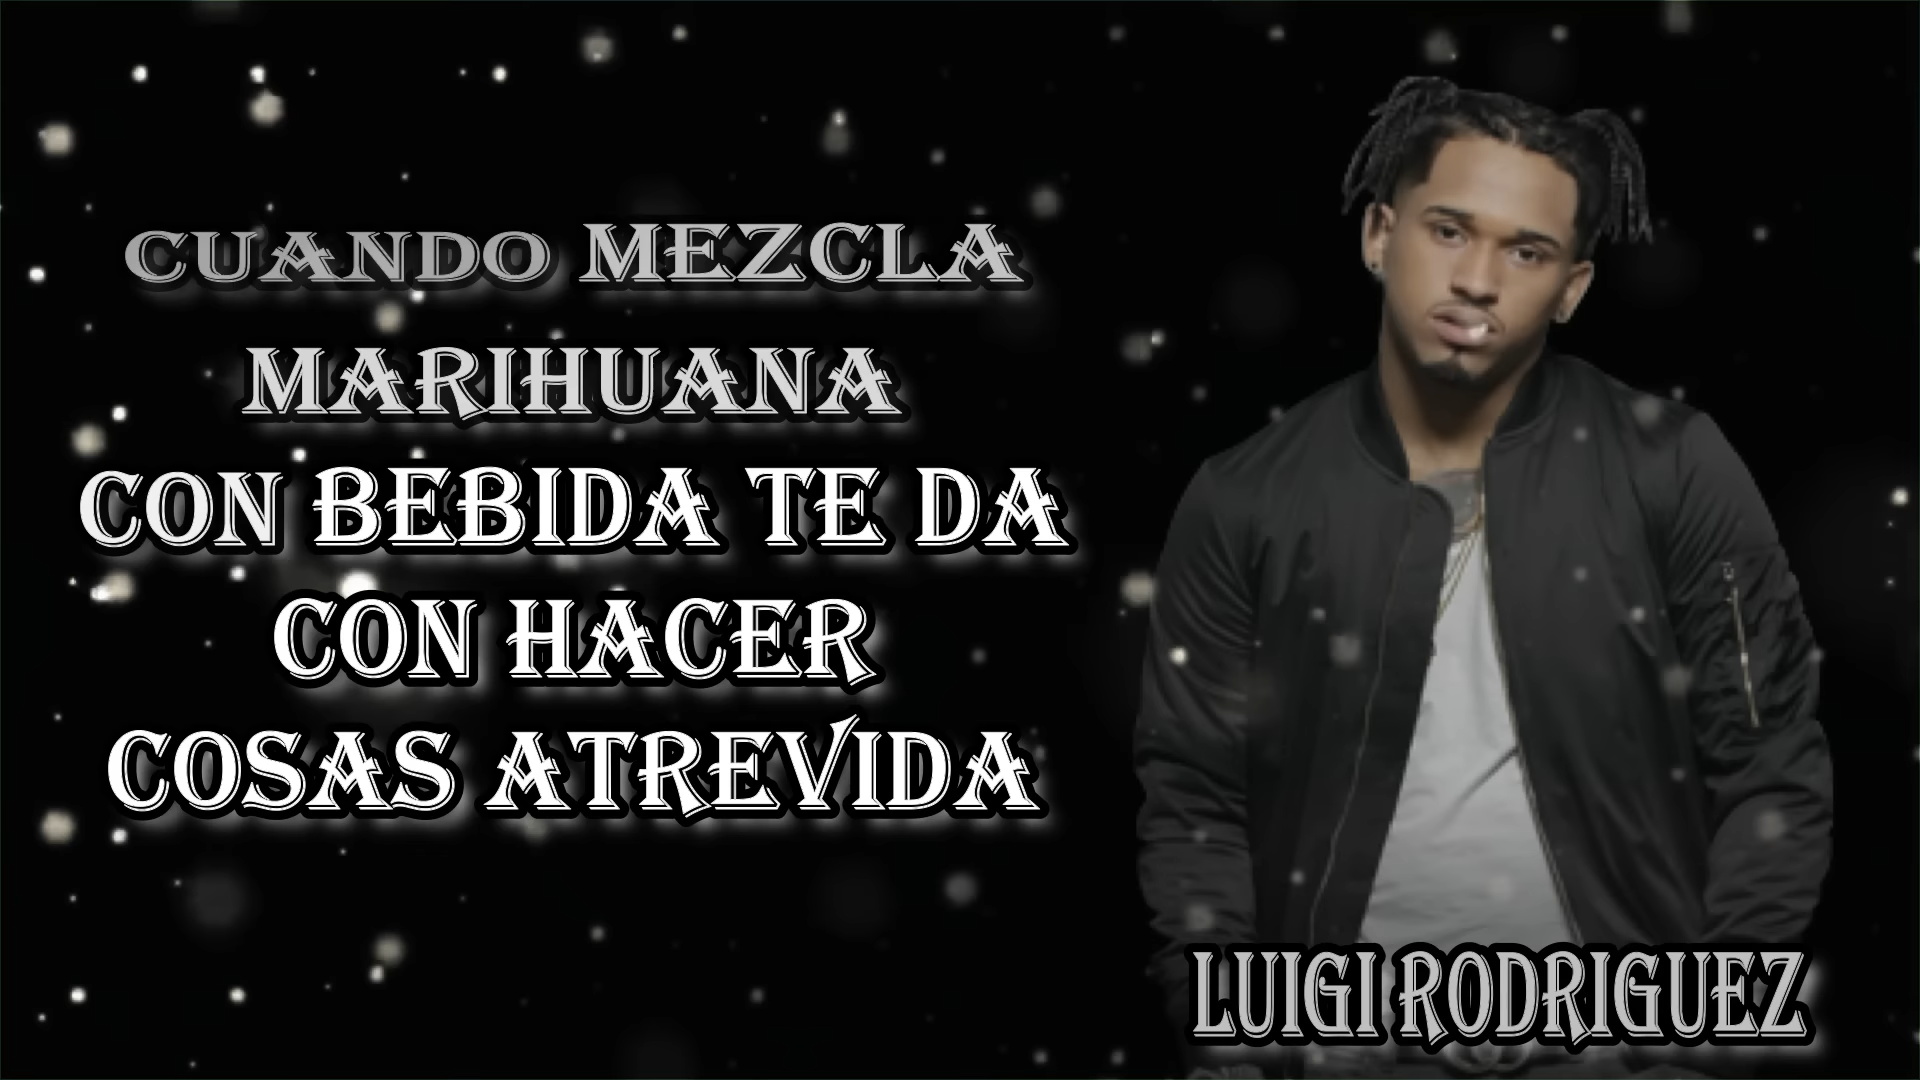 CUANDO MEZCLA
MARIHUANA
CON BEBIDA TE DA
CON HACER
COSAS ATREVIDA
LUIGI RODRIGUEZ